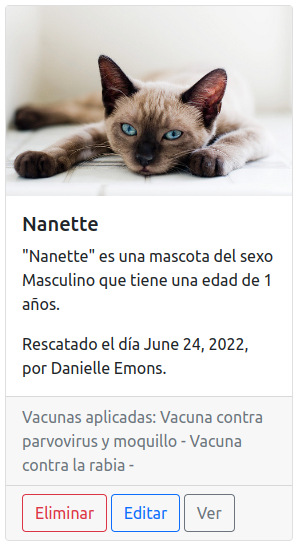 Nanette
"Nanette" es una mascota del sexo
Masculino que tiene una edad de 1
años.
Rescatado el día June 24, 2022,
por Danielle Emons.
Vacunas aplicadas: Vacuna contra
parvovirus y moquillo - Vacuna
contra la rabia -
Eliminar
Editar
Ver